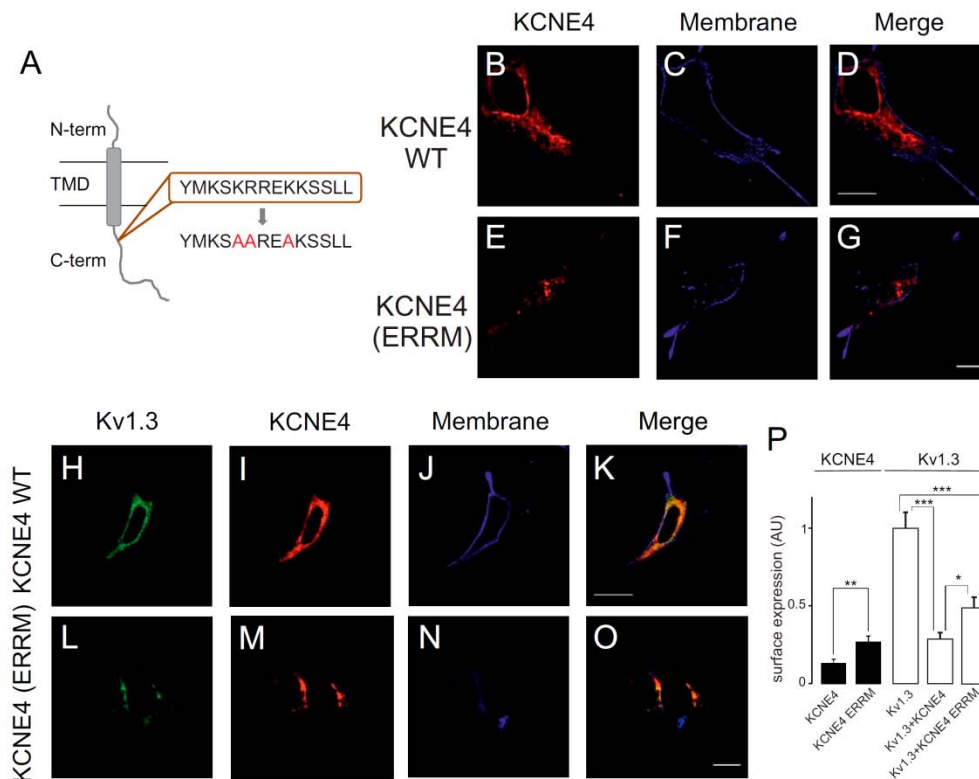 A
N-term
TMD
C-term
YMKSKRREKKSSLL
YMKSAAREAKSSLL
KCNE4
Membrane
Merge
KCNE4
WT
B
C
D
KCNE4
(ERRM)
E
F
G
Kv1.3
KCNE4
Membrane
Merge
KCNE4 WT
H
I
J
K
KCNE4 (ERRM)
L
M
N
O
P
KCNE4
Kv1.3
surface expression (AU)
1
0.5
0
**
***
***
*
KCNE4
KCNE4 ERRM
Kv1.3
Kv1.3+KCNE4
Kv1.3+KCNE4 ERRM